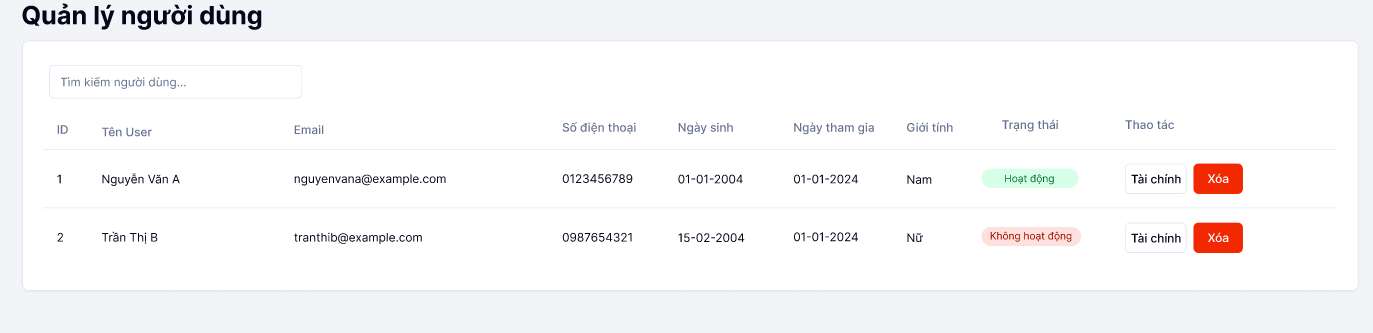 Quản lý người dùng
Tìm kiếm người dùng...
ID Tên User Email Số điện thoại Ngày sinh Ngày tham gia Giới tính Trạng thái Thao tác
1 Nguyễn Văn A nguyenvana@example.com 0123456789 01-01-2004 01-01-2024 Nam Hoạt động Tài chính Xóa
2 Trần Thị B tranthib@example.com 0987654321 15-02-2004 01-01-2024 Nữ Không hoạt động Tài chính Xóa